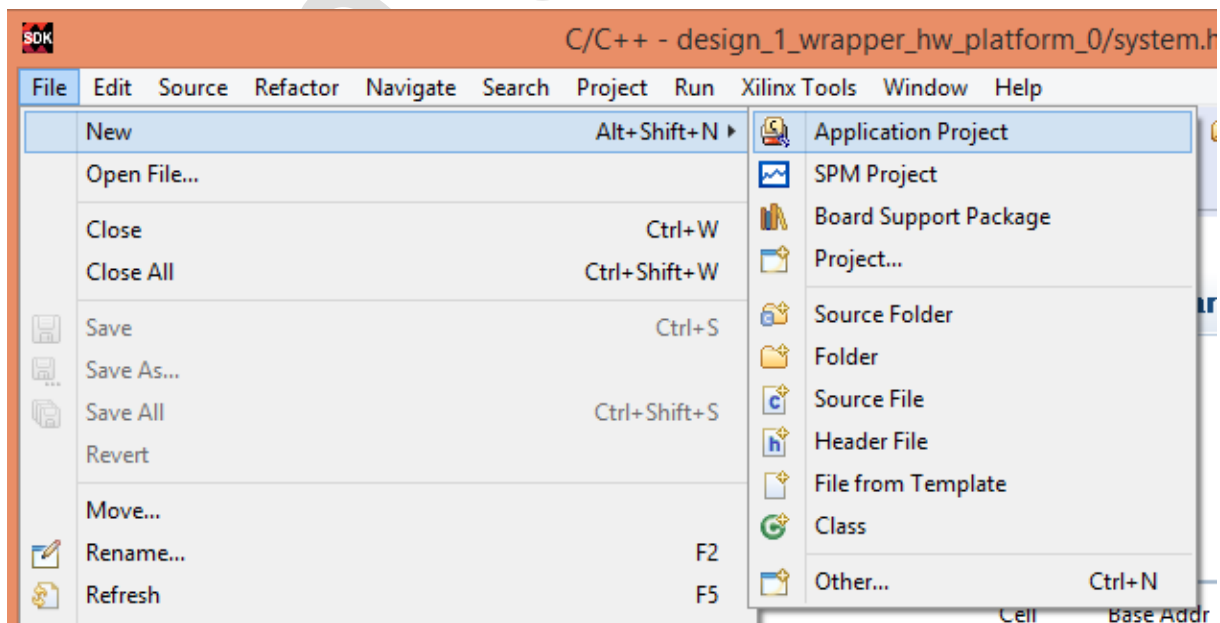 SDK
C/C++ - design_1_wrapper_hw_platform_0/system.h
File Edit Source Refactor Navigate Search Project Run Xilinx Tools Window Help
New Alt+Shift+N
Open File...
Close Ctrl+W
Close All Ctrl+Shift+W
Save Ctrl+S
Save As...
Save All Ctrl+Shift+S
Revert
Move...
Rename... F2
Refresh F5
Application Project
SPM Project
Board Support Package
Project...
Source Folder
Folder
Source File
Header File
File from Template
Class
Other... Ctrl+N
Cell Base Addr